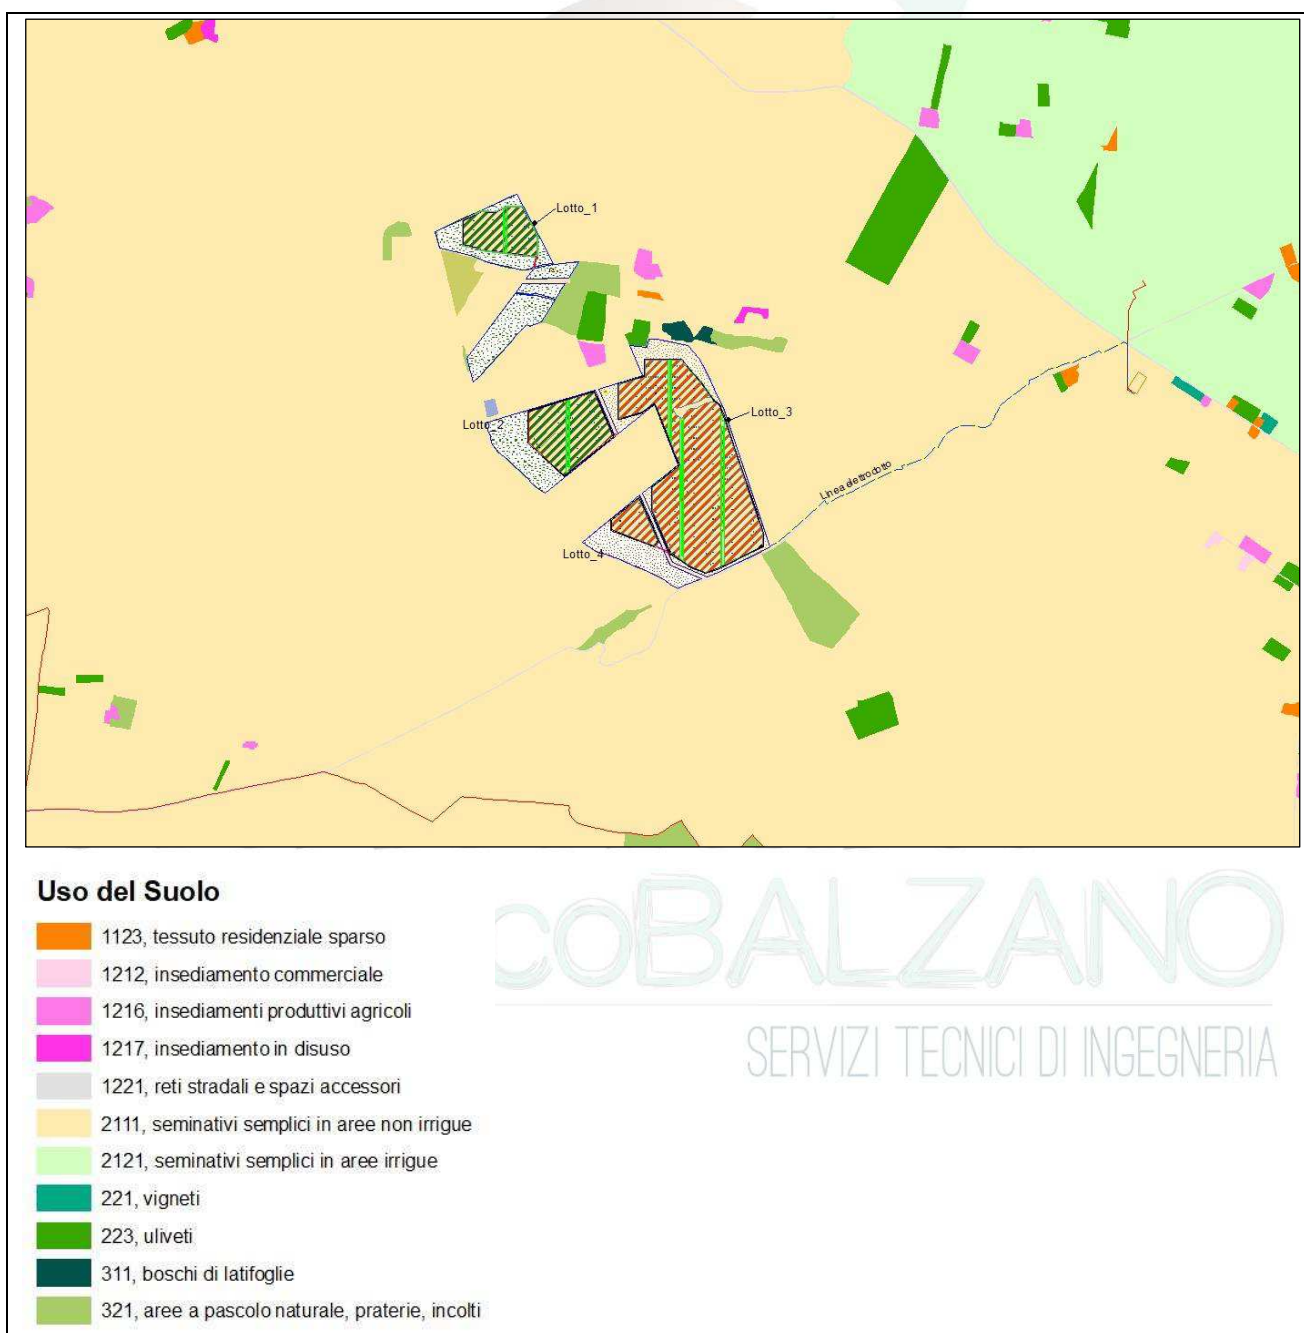 Lotto_1
Lotto_2
Lotto_3
Linea elettrodotto
Lotto_4
Uso del Suolo
1123, tessuto residenziale sparso
1212, insediamento commerciale
1216, insediamenti produttivi agricoli
1217, insediamento in disuso
1221, reti stradali e spazi accessori
2111, seminativi semplici in aree non irrigue
2121, seminativi semplici in aree irrigue
221, vigneti
223, uliveti
311, boschi di latifoglie
321, aree a pascolo naturale, praterie, incolti
coBALZANO
SERVIZI TECNICI DI INGEGNERIA